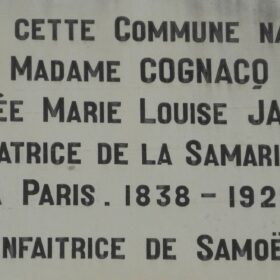 CETTE COMMUNE NA
MADAME COGNACQ
ÉE MARIE LOUISE JA
ATRICE DE LA SAMARI
A PARIS. 1838-192
NFAITRICE DE SAMOË